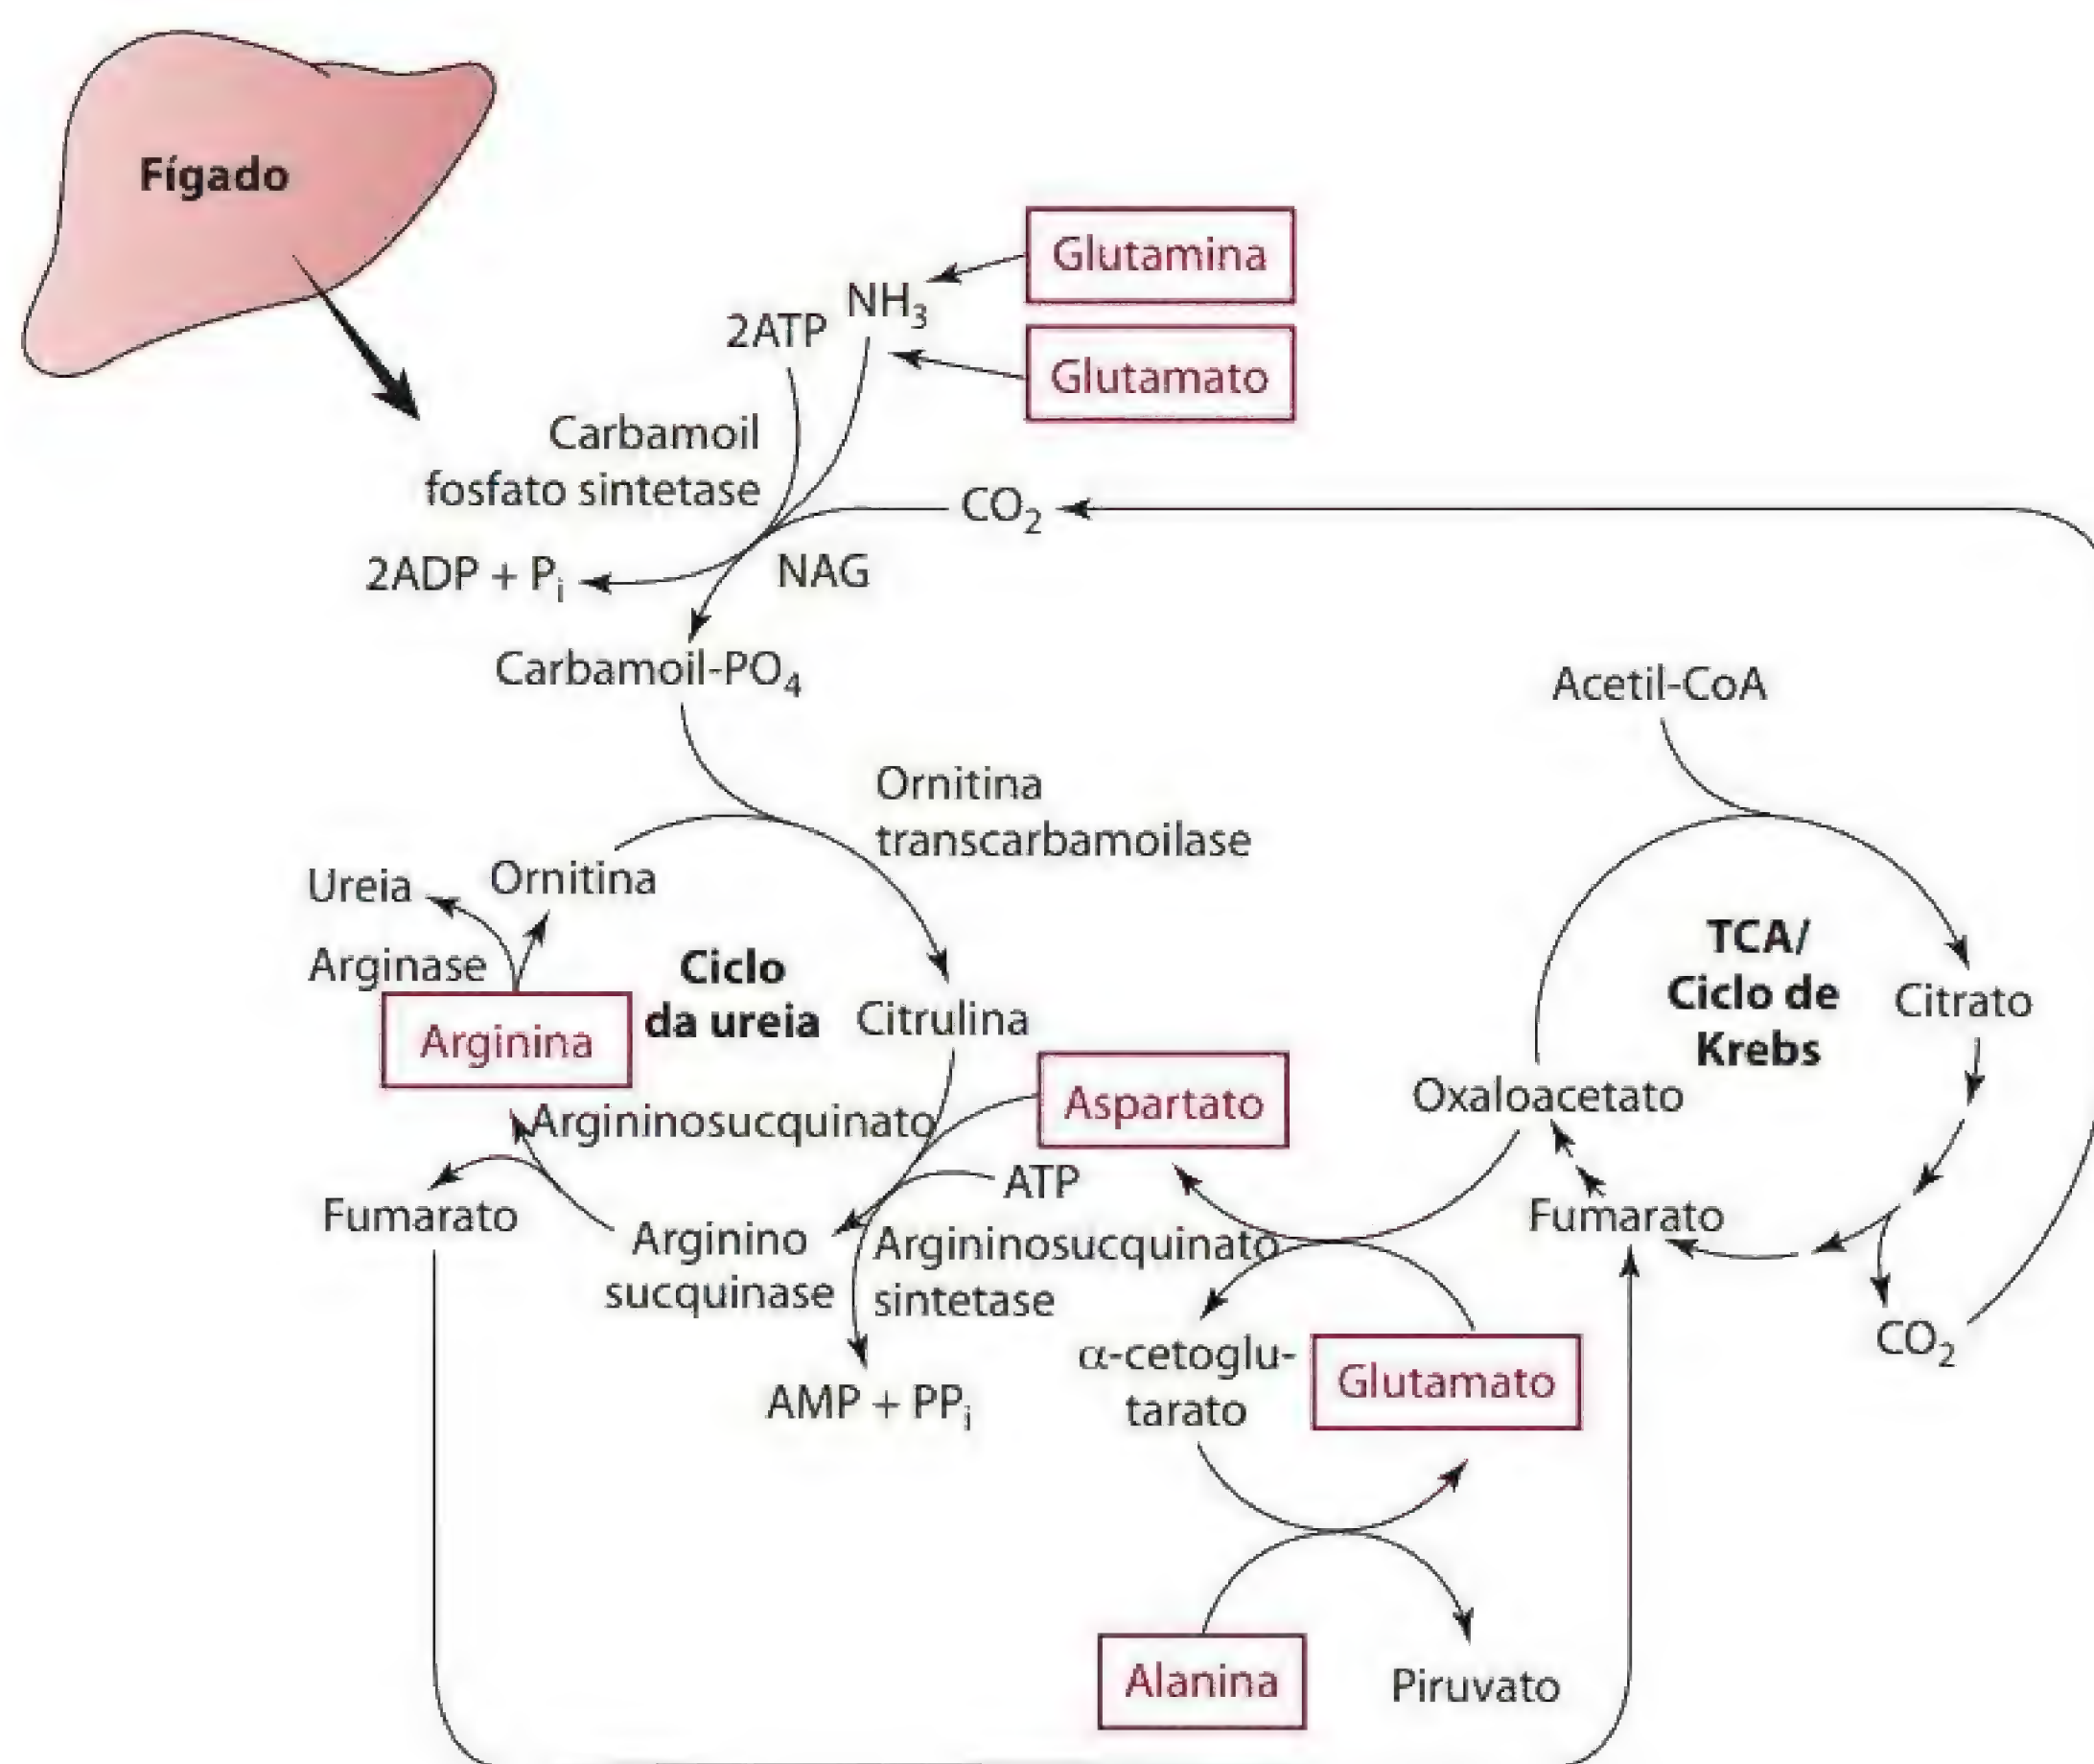 Fígado
Glutamina
NH3
2ATP
Glutamato
Carbamoil
fosfato sintetase
CO2
2ADP + Pi
NAG
Carbamoil-PO4
Acetil-CoA
Ornitina
transcarbamoilase
Ureia
Ornitina
Arginase
Ciclo
da ureia
Arginina
Citrulina
TCA/
Ciclo de
Krebs
Citrato
Oxaloacetato
Aspartato
Argininosucquinato
ATP
Fumarato
Fumarato
Arginino
sucquinase
Argininosucquinato
sintetase
AMP + PPi
α-cetoglu-
tarato
Glutamato
CO2
Alanina
Piruvato